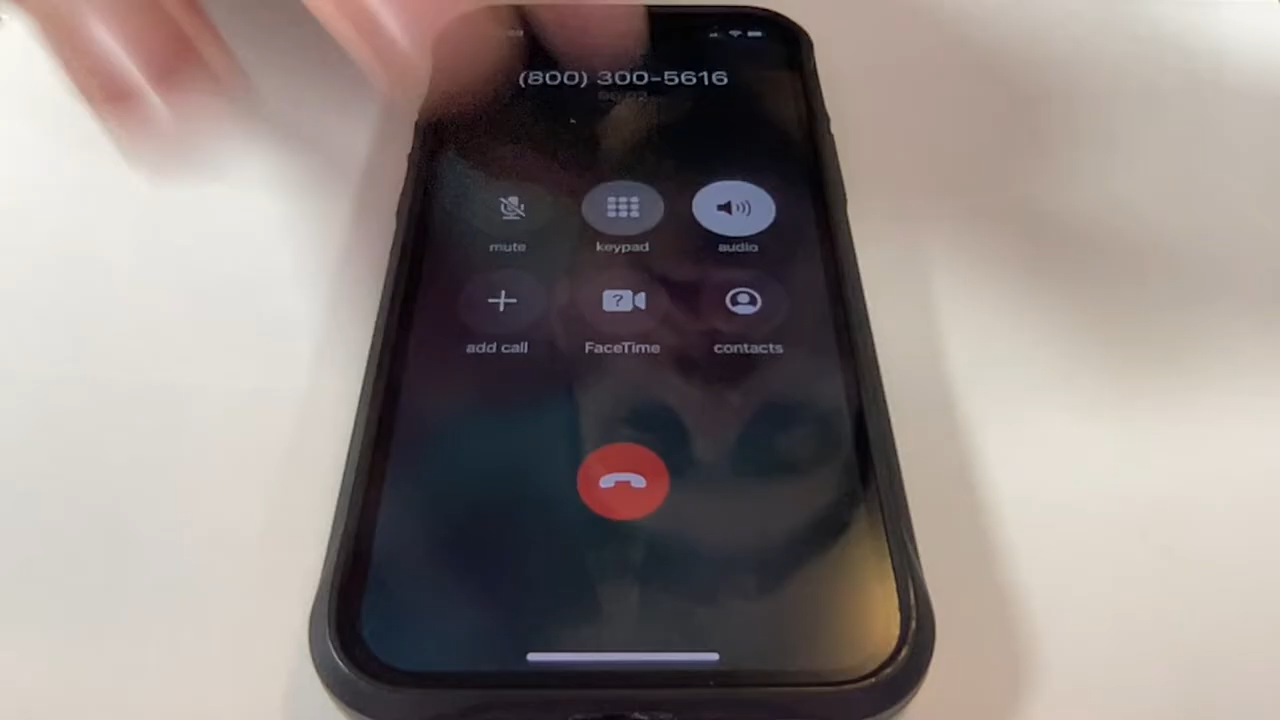 (800) 300-5616
mute
keypad
audio
?
add call
FaceTime
contacts